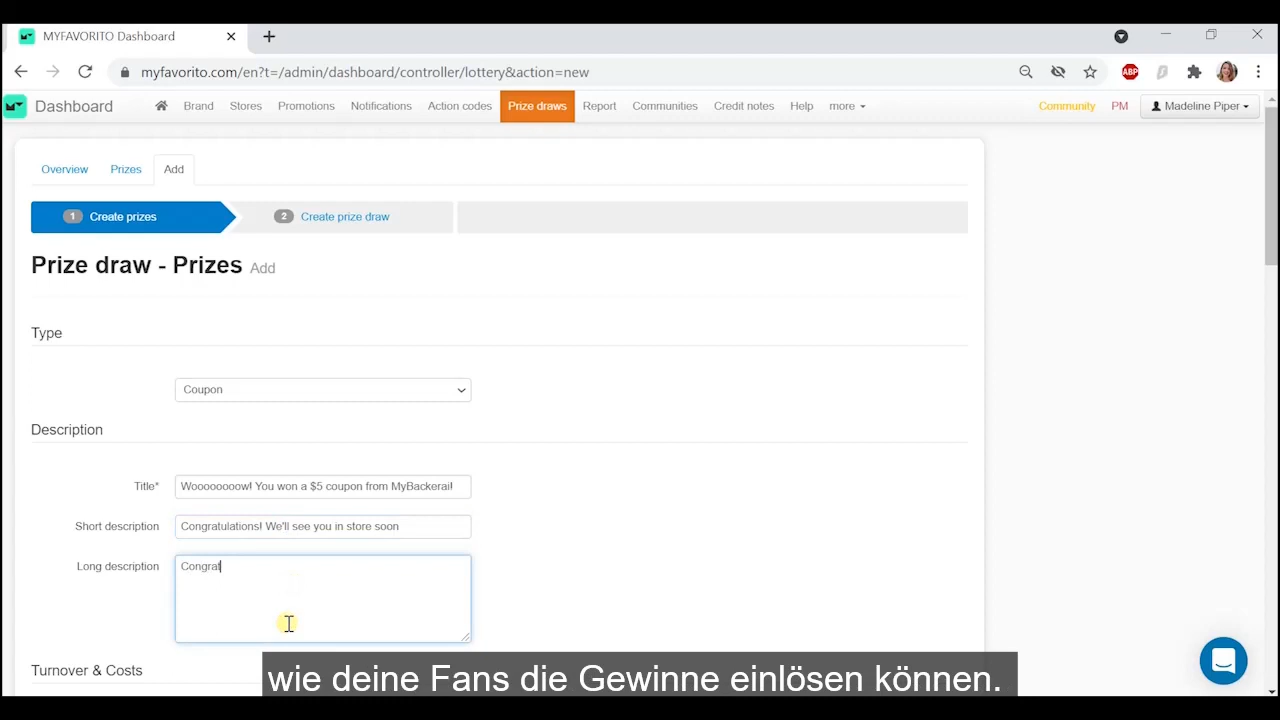 MYFAVORITO Dashboard
myfavorito.com/en?t=/admin/dashboard/controller/lottery&action=new
ABP
Dashboard Brand Stores Promotions Notifications Action codes Prize draws Report Communities Credit notes Help more Community PM Madeline Piper
Overview Prizes Add
1 Create prizes 2 Create prize draw
Prize draw - Prizes Add
Type
Coupon
Description
Title* Woooooooow! You won a $5 coupon from MyBackerai!
Short description Congratulations! We'll see you in store soon
Long description Congrat
Turnover & Costs
wie deine Fans die Gewinne einlösen können.